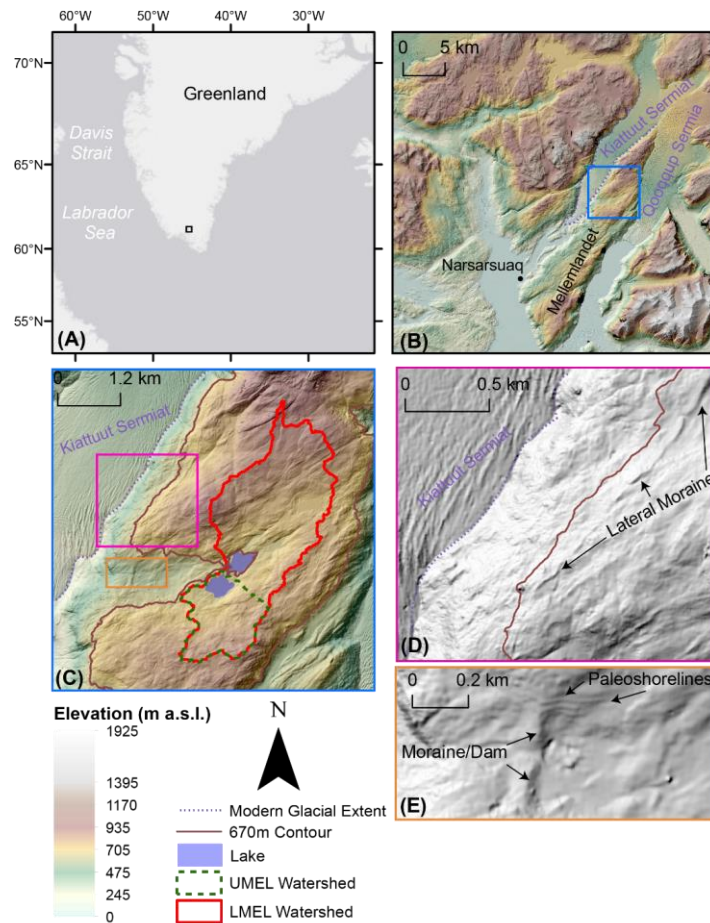 60°W 50°W 40°W 30°W
70°N
65°N
60°N
55°N
Greenland
Davis
Strait
Labrador
Sea
(A)
0 5 km
Kiattuut Sermiat
Qooqqup Sermia
Narsarsuaq
Mellemlandet
(B)
0 1.2 km
Kiattuut Sermiat
(C)
0 0.5 km
Kiattuut Sermiat
Lateral Moraine
(D)
0 0.2 km
Paleoshorelines
Moraine/Dam
(E)
Elevation (m a.s.l.)
1925
1395
1170
935
705
475
245
0
N
Modern Glacial Extent
670m Contour
Lake
UMEL Watershed
LMEL Watershed